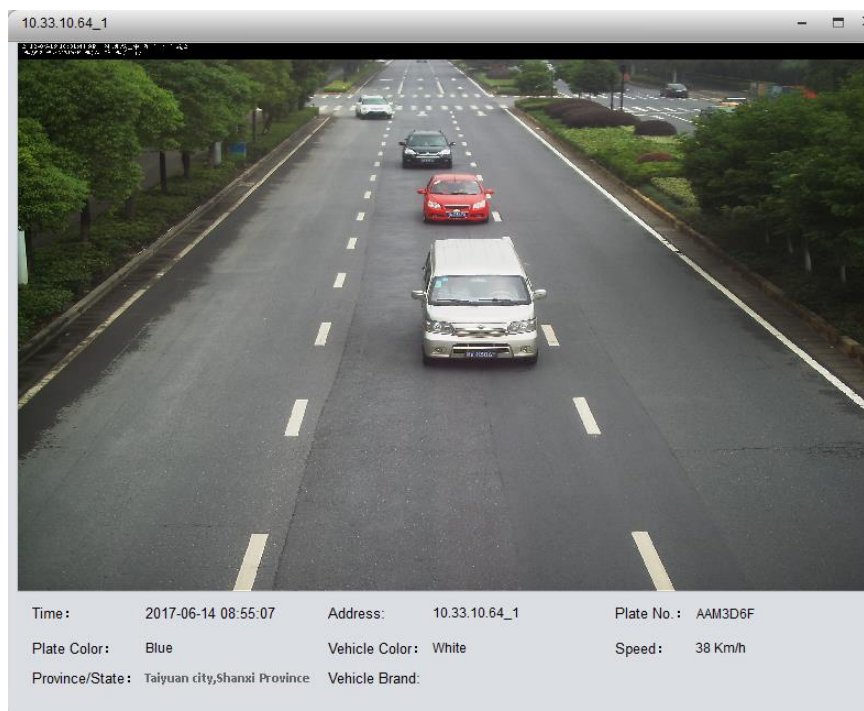 10.33.10.64_1
Time: 2017-06-14 08:55:07 Address: 10.33.10.64_1 Plate No.: AAM3D6F
Plate Color: Blue Vehicle Color: White Speed: 38 Km/h
Province/State: Taiyuan city,Shanxi Province Vehicle Brand: